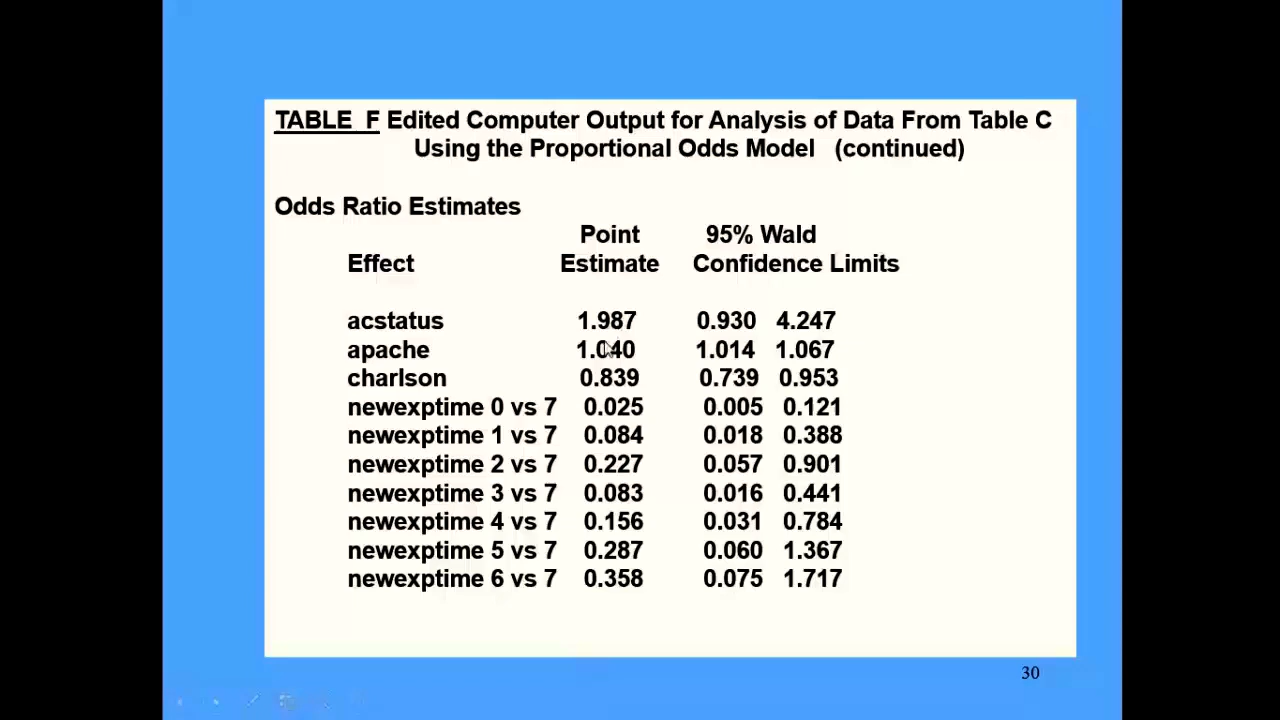 TABLE F Edited Computer Output for Analysis of Data From Table C
Using the Proportional Odds Model (continued)
Odds Ratio Estimates
Point 95% Wald
Effect Estimate Confidence Limits
acstatus 1.987 0.930 4.247
apache 1.040 1.014 1.067
charlson 0.839 0.739 0.953
newexptime 0 vs 7 0.025 0.005 0.121
newexptime 1 vs 7 0.084 0.018 0.388
newexptime 2 vs 7 0.227 0.057 0.901
newexptime 3 vs 7 0.083 0.016 0.441
newexptime 4 vs 7 0.156 0.031 0.784
newexptime 5 vs 7 0.287 0.060 1.367
newexptime 6 vs 7 0.358 0.075 1.717
30